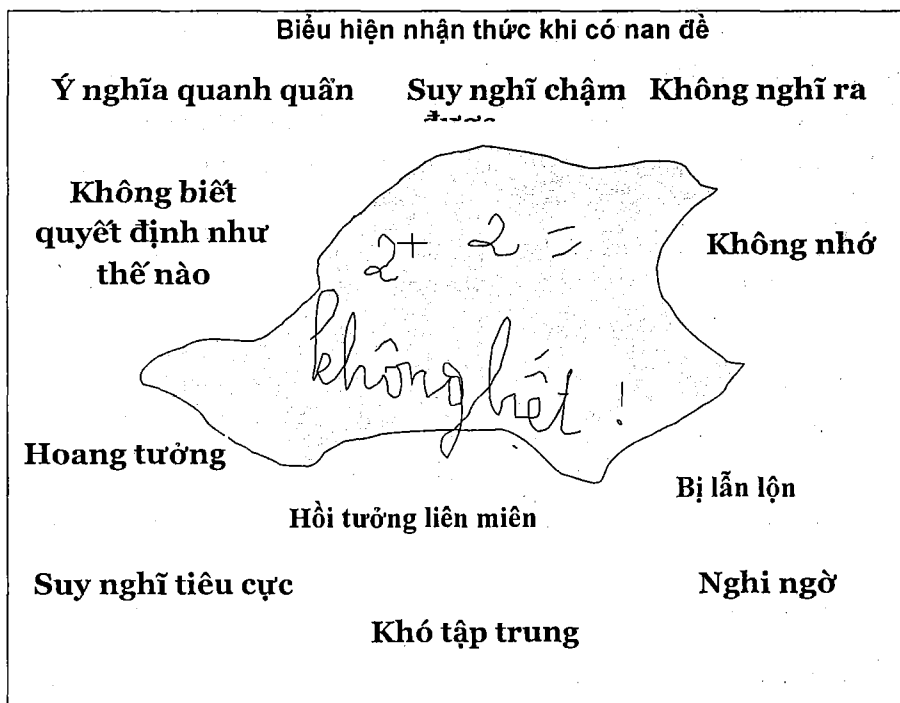 Biểu hiện nhận thức khi có nan đề
Ý nghĩa quanh quẩn Suy nghĩ chậm Không nghĩ ra
được
Không biết
quyết định như
thế nào
2+ 2 =
Không nhớ
không biết !
Hoang tưởng
Bị lẫn lộn
Hồi tưởng liên miên
Suy nghĩ tiêu cực
Nghi ngờ
Khó tập trung